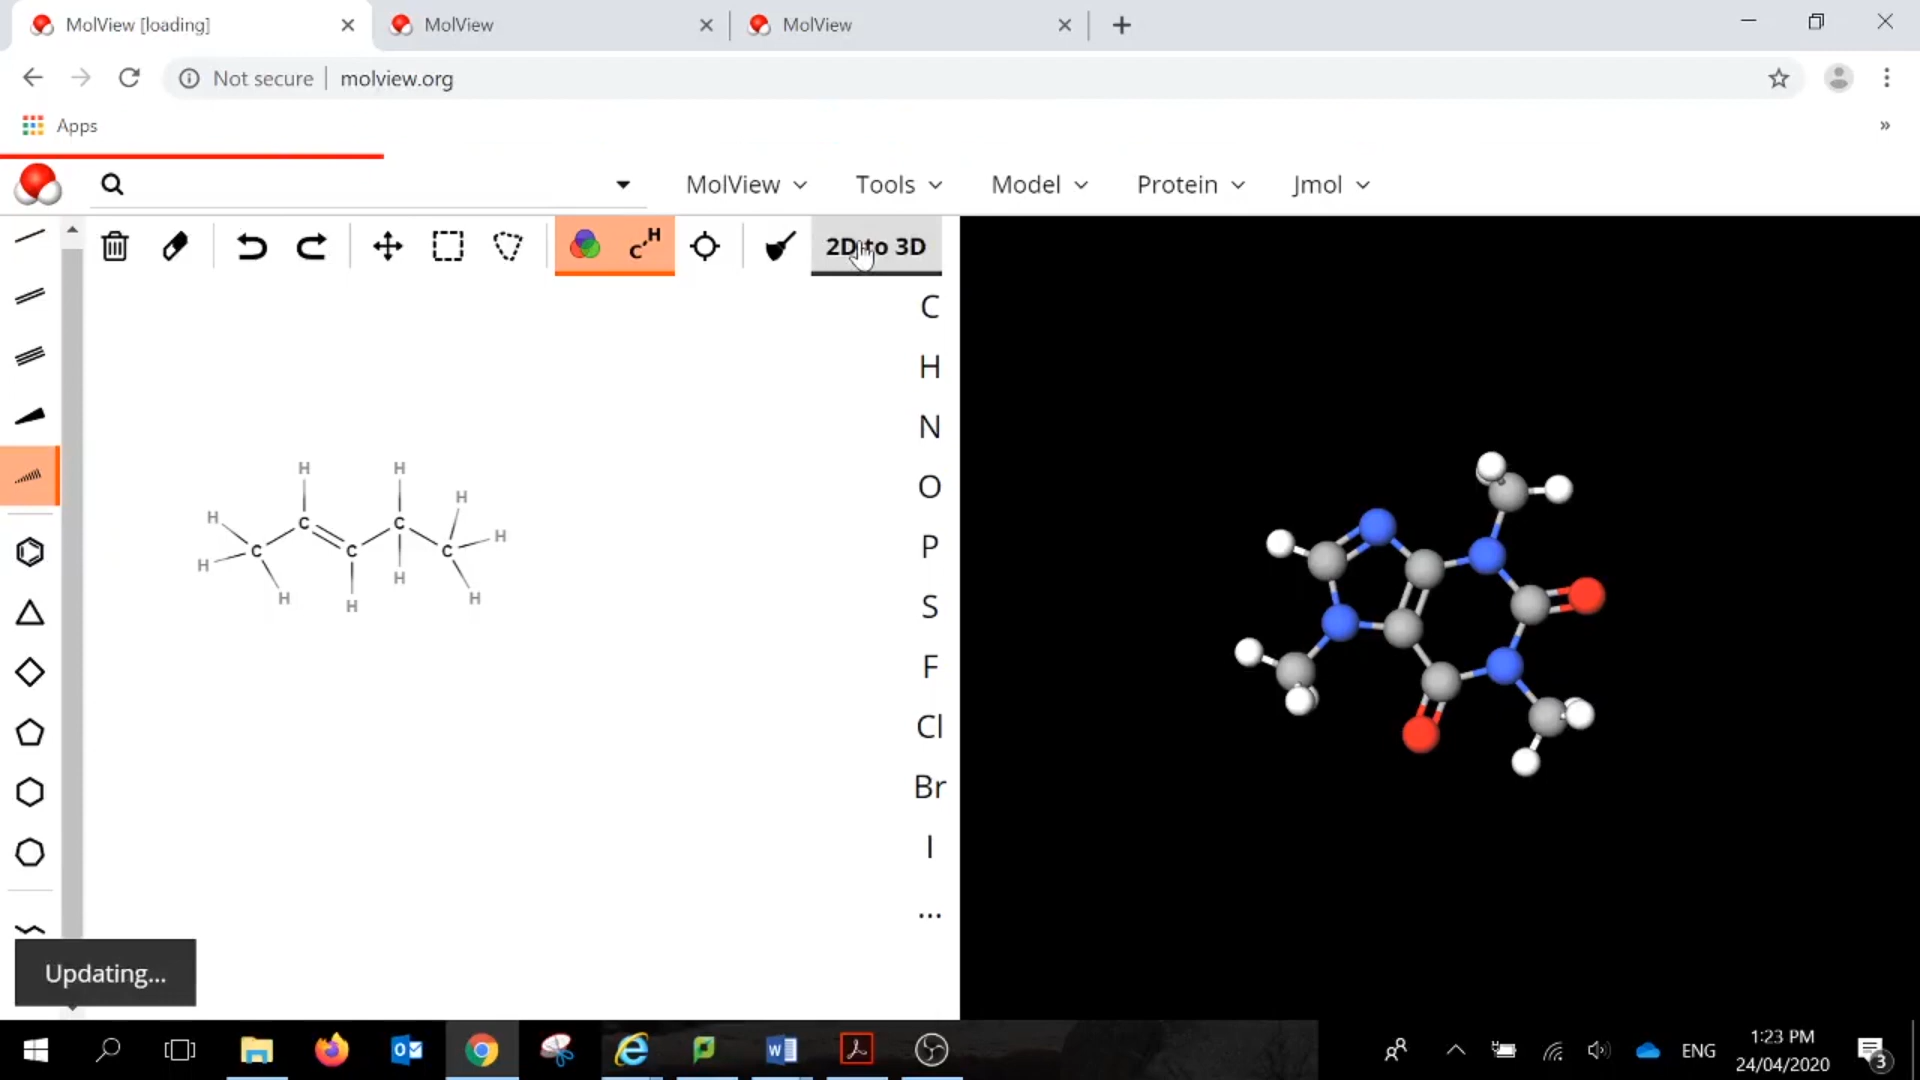 MolView [loading]
MolView
MolView
Not secure
molview.org
Apps
»
MolView
Tools
Model
Protein
Jmol
C H
2D to 3D
C
H
N
O
P
S
F
Cl
Br
I
...
H H
H H
H C C C C C H
H H H H H
Updating...
ENG
1:23 PM
24/04/2020
3